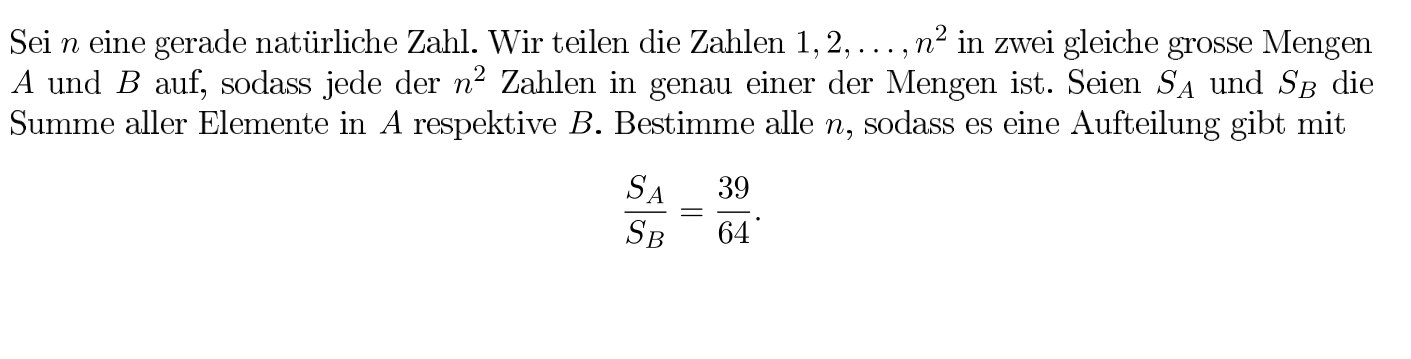 Sei n eine gerade natürliche Zahl. Wir teilen die Zahlen 1, 2, . . . , n² in zwei gleiche grosse Mengen
A und B auf, sodass jede der n² Zahlen in genau einer der Mengen ist. Seien S_A und S_B die
Summe aller Elemente in A respektive B. Bestimme alle n, sodass es eine Aufteilung gibt mit
S_A/S_B = 39/64.